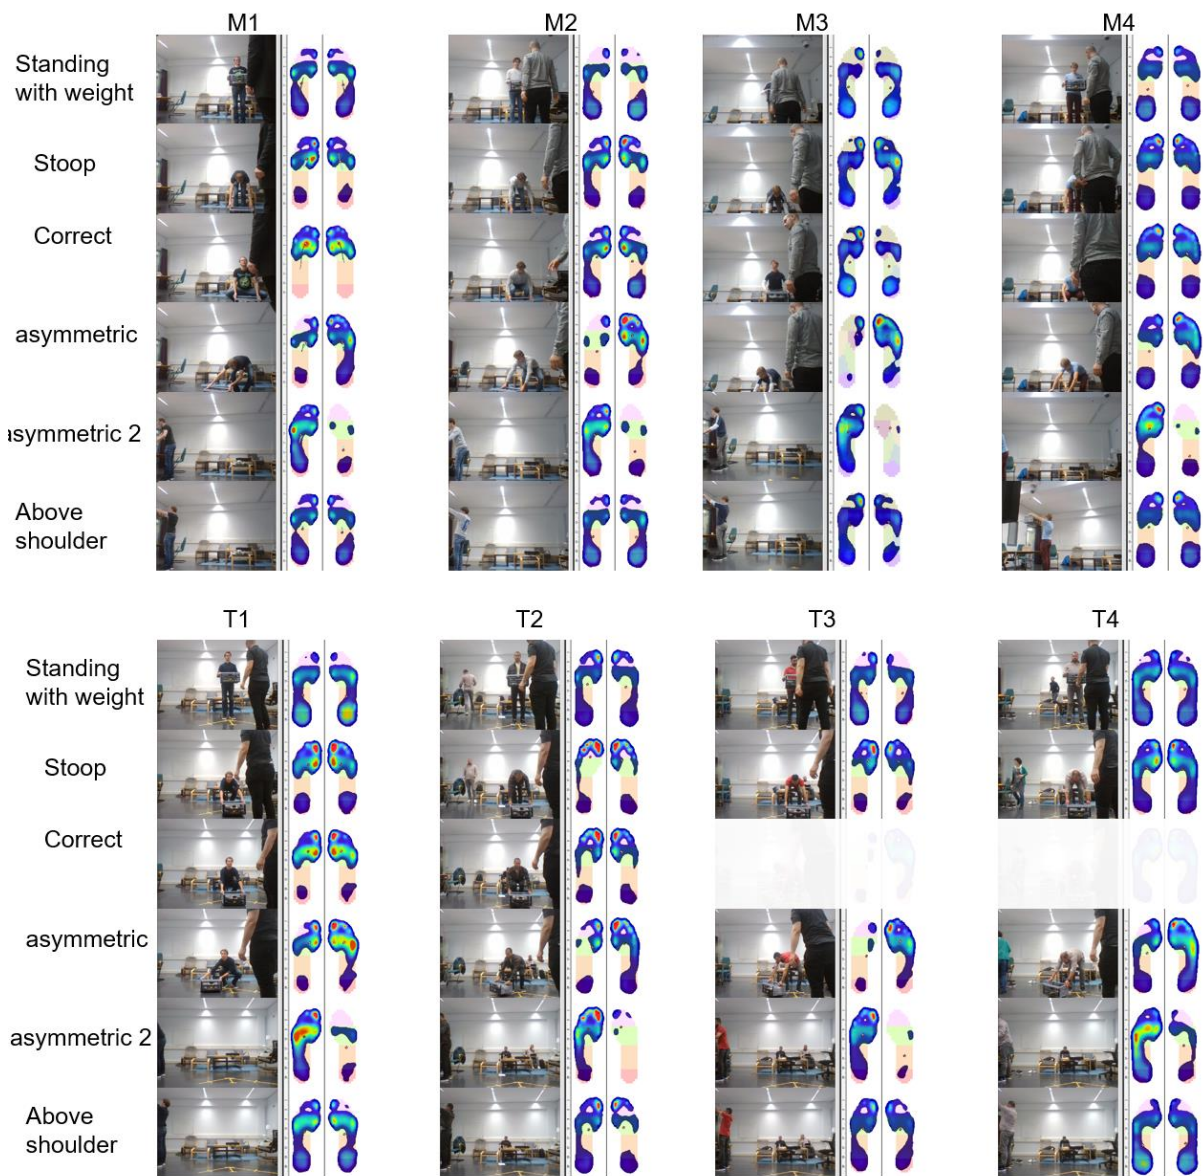 M1 M2 M3 M4
Standing
with weight
Stoop
Correct
asymmetric
asymmetric 2
Above
shoulder
T1 T2 T3 T4
Standing
with weight
Stoop
Correct
asymmetric
asymmetric 2
Above
shoulder